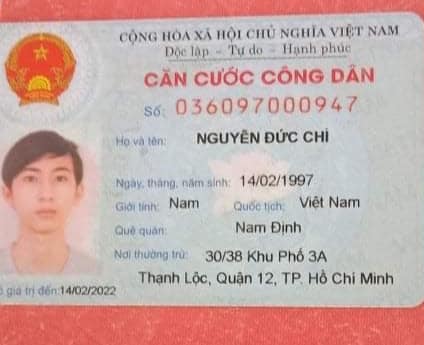 CỘNG HÒA XÃ HỘI CHỦ NGHĨA VIỆT NAM
Độc lập - Tự do - Hạnh phúc
CĂN CƯỚC CÔNG DÂN
Số: 036097000947
Họ và tên: NGUYỄN ĐỨC CHÍ
Ngày, tháng, năm sinh: 14/02/1997
Giới tính: Nam Quốc tịch: Việt Nam
Quê quán: Nam Định
Nơi thường trú: 30/38 Khu Phố 3A
Thạnh Lộc, Quận 12, TP. Hồ Chí Minh
giá trị đến: 14/02/2022